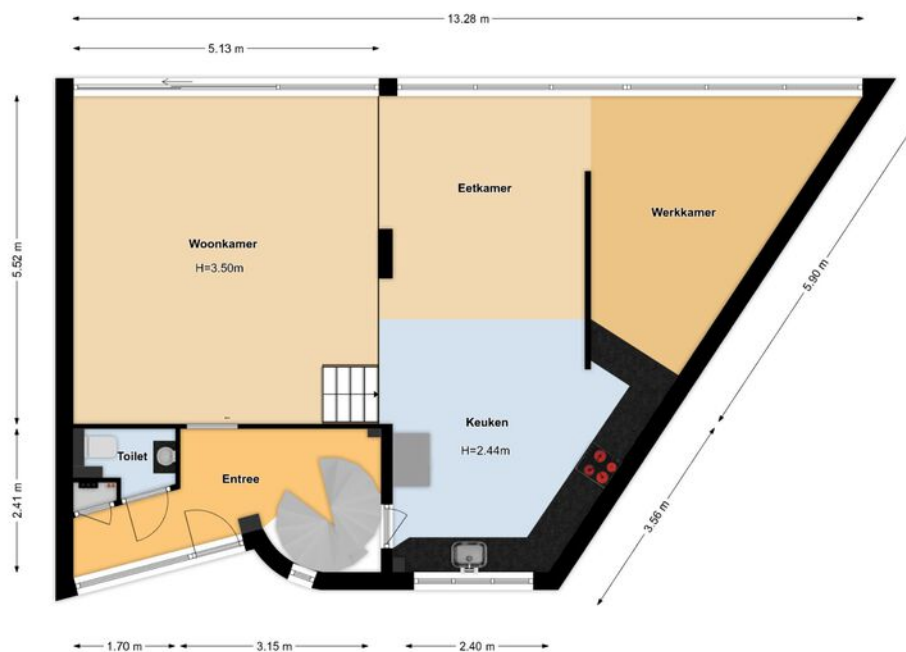 13.28 m
5.13 m
Eetkamer
Werkkamer
Woonkamer
H=3.50m
5.52 m
5.90 m
Keuken
H=2.44m
Toilet
Entree
2.41 m
3.56 m
1.70 m
3.15 m
2.40 m